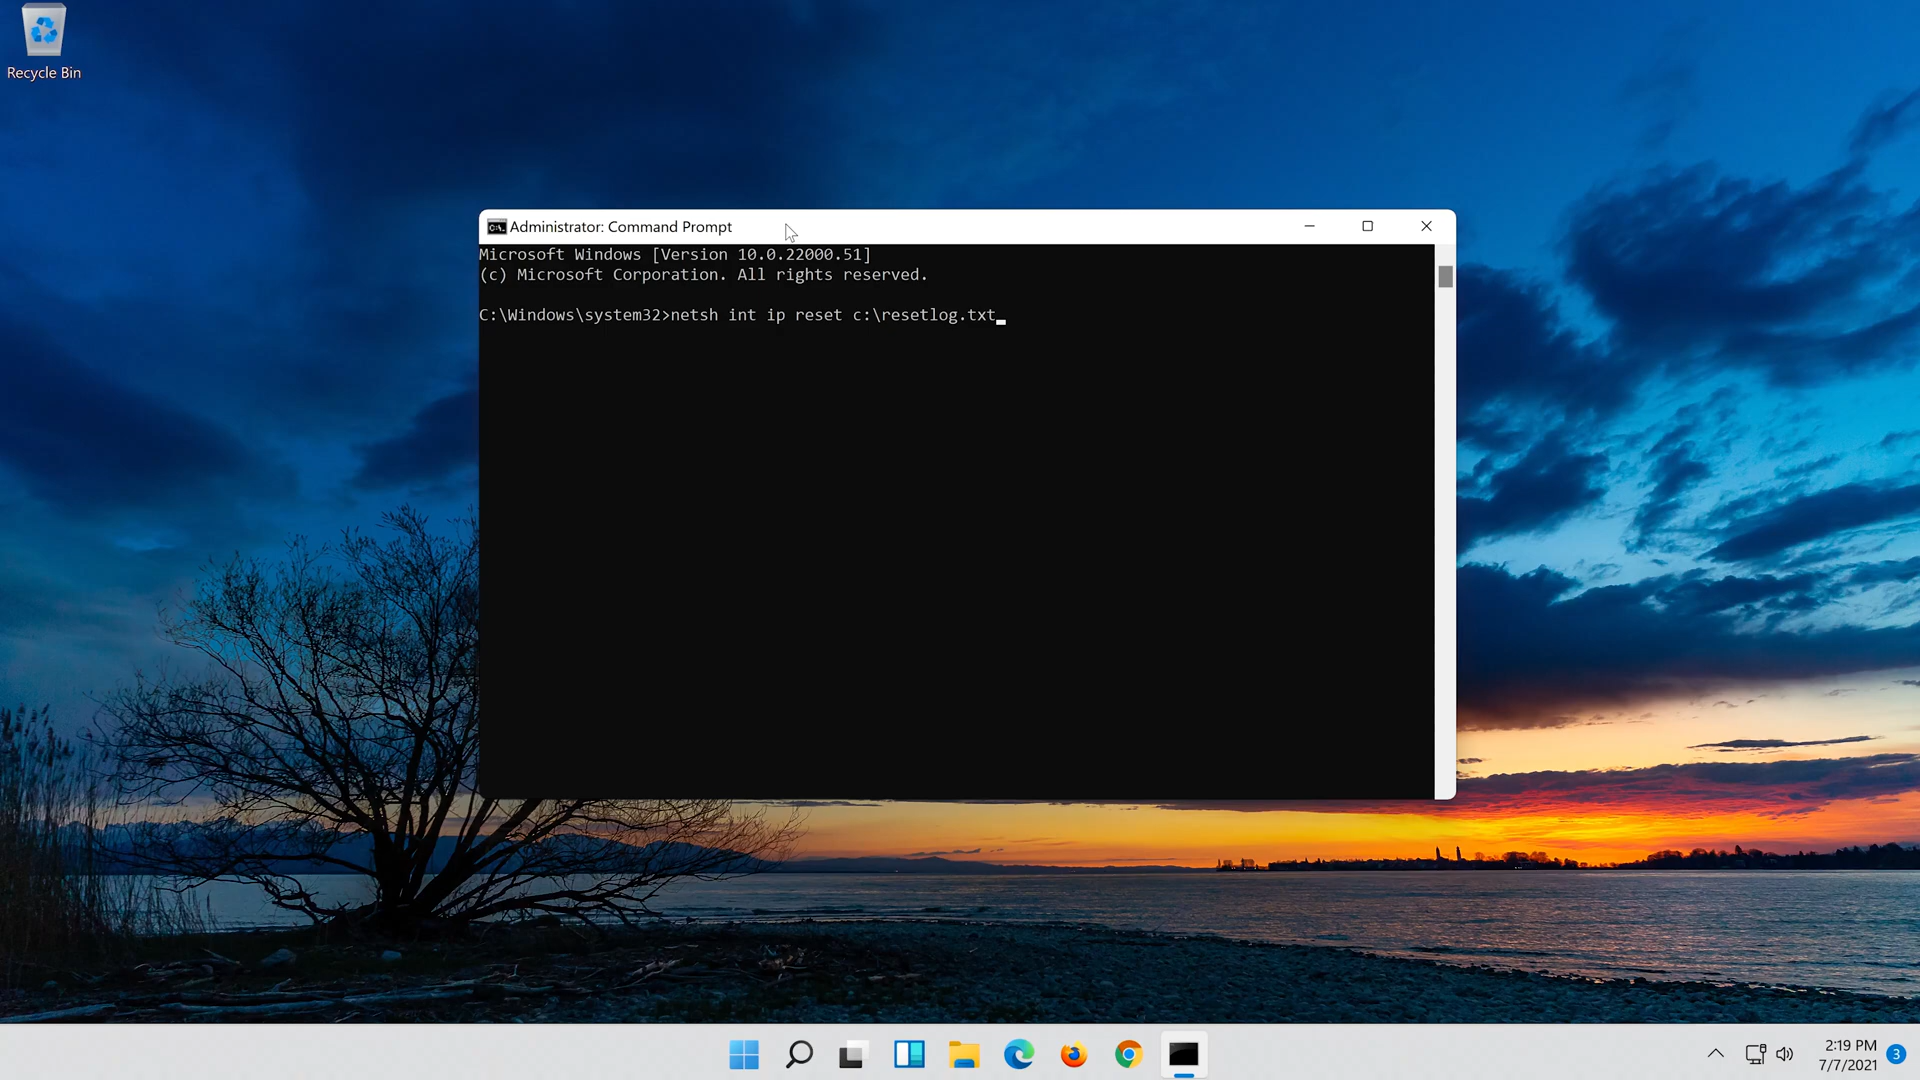 Recycle Bin
Administrator: Command Prompt
Microsoft Windows [Version 10.0.22000.51]
(c) Microsoft Corporation. All rights reserved.
C:\Windows\system32>netsh int ip reset c:\resetlog.txt
2:19 PM
7/7/2021
3